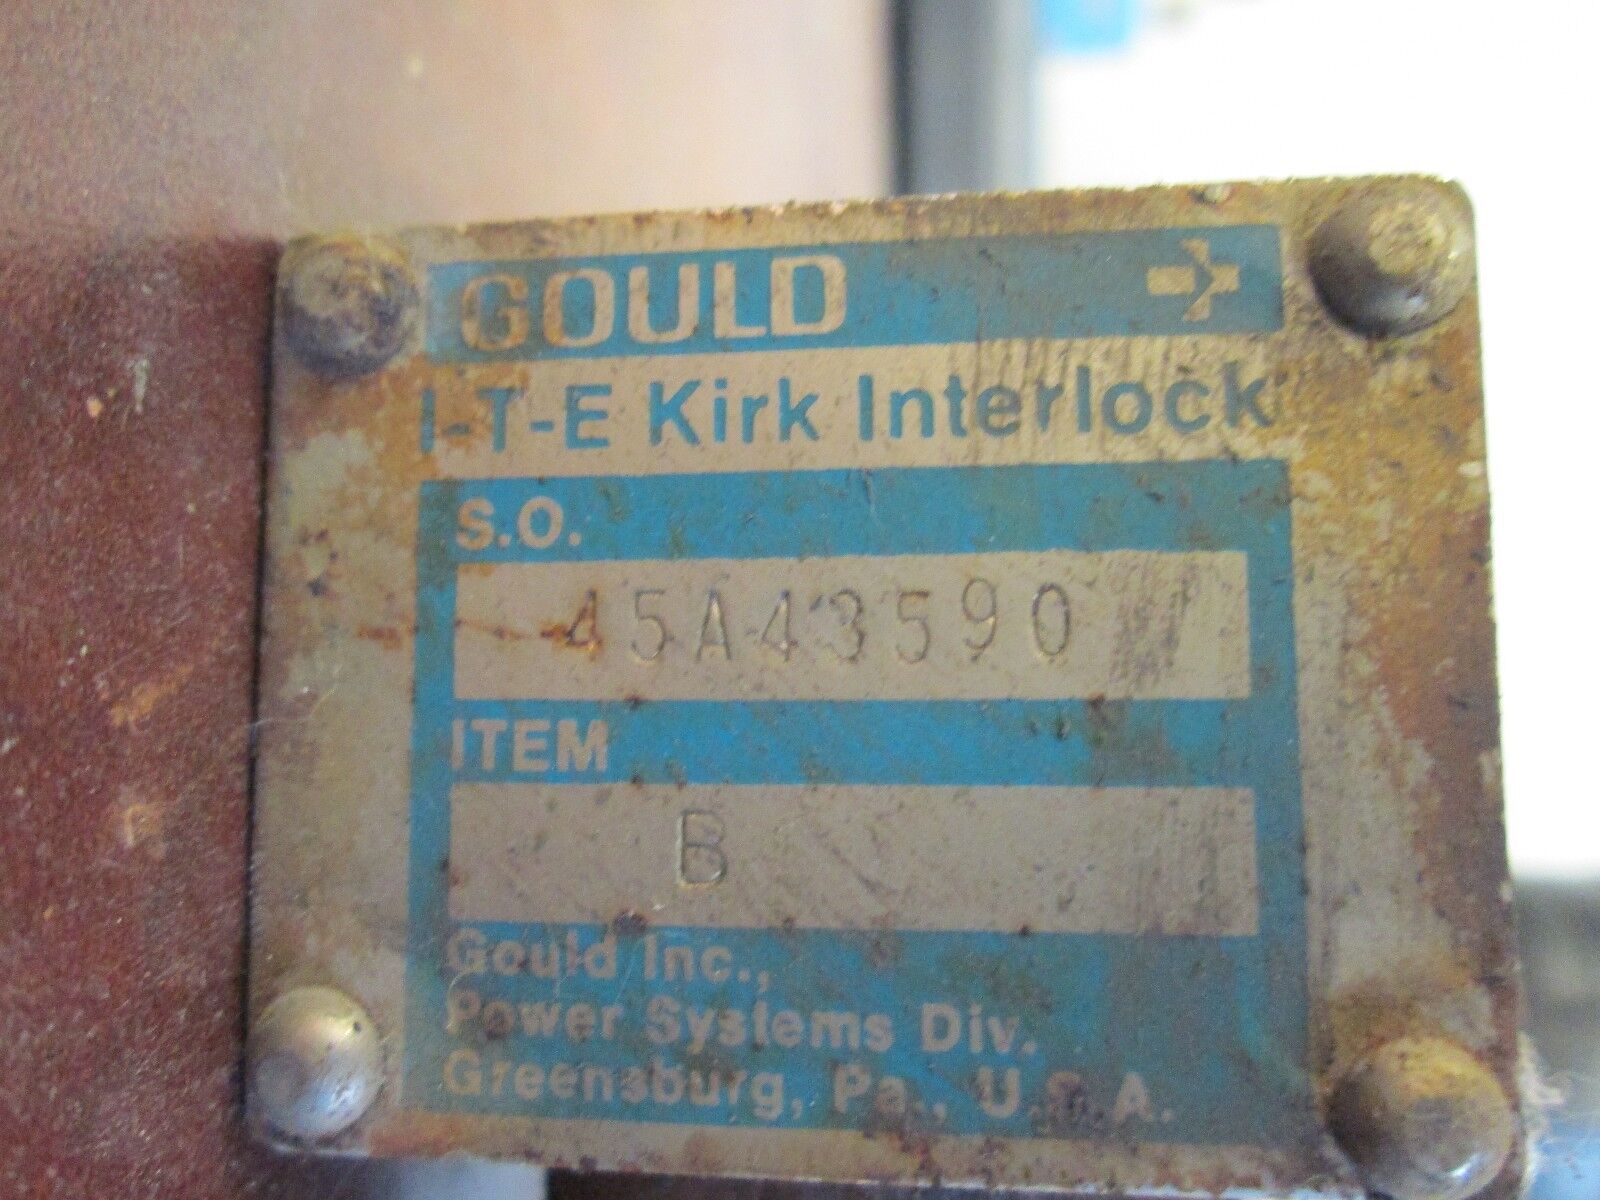 GOULD
I-T-E Kirk Interlock
S.O.
45A43590
ITEM
B
Gould Inc.,
Power Systems Div.
Greensburg, Pa., U.S.A.